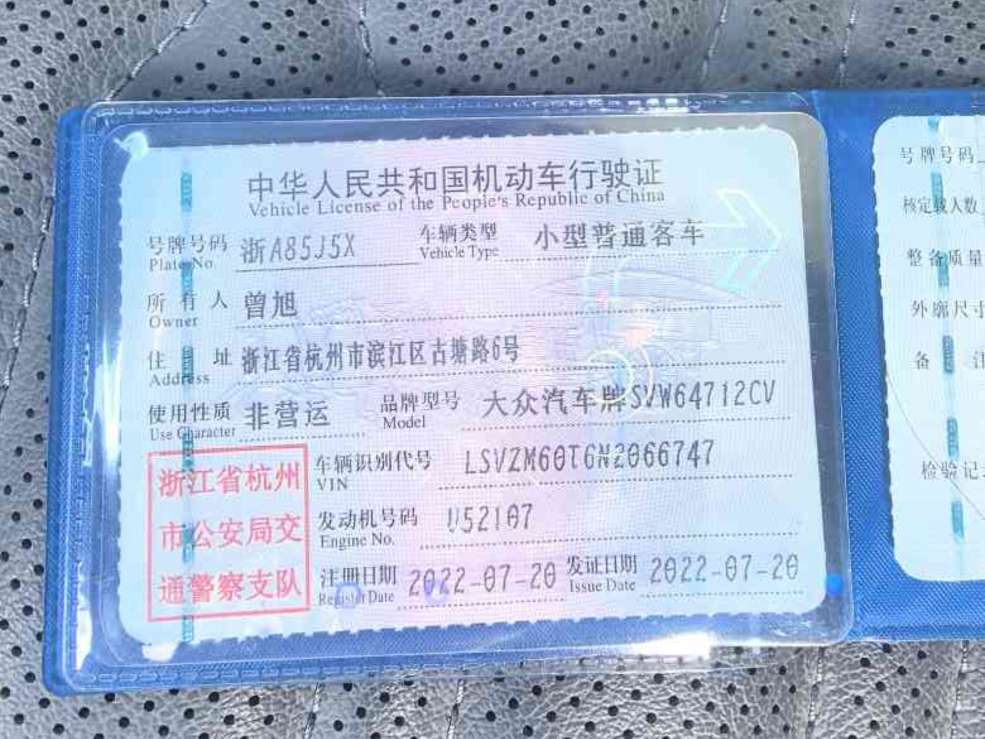 中华人民共和国机动车行驶证
Vehicle License of the People's Republic of China
号牌号码 Plate No. 浙A85J5X 车辆类型 Vehicle Type 小型普通客车
所有人 Owner 曾旭
住址 Address 浙江省杭州市滨江区古塘路6号
使用性质 Use Character 非营运 品牌型号 Model 大众汽车牌SVW64712CV
浙江省杭州
市公安局交
通警察支队
车辆识别代号 VIN LSVZM60T6N2066747
发动机号码 Engine No. U52107
注册日期 Register Date 2022-07-20 发证日期 Issue Date 2022-07-20
号牌号码
核定载人数
整备质量
外廓尺寸
备注
检验记